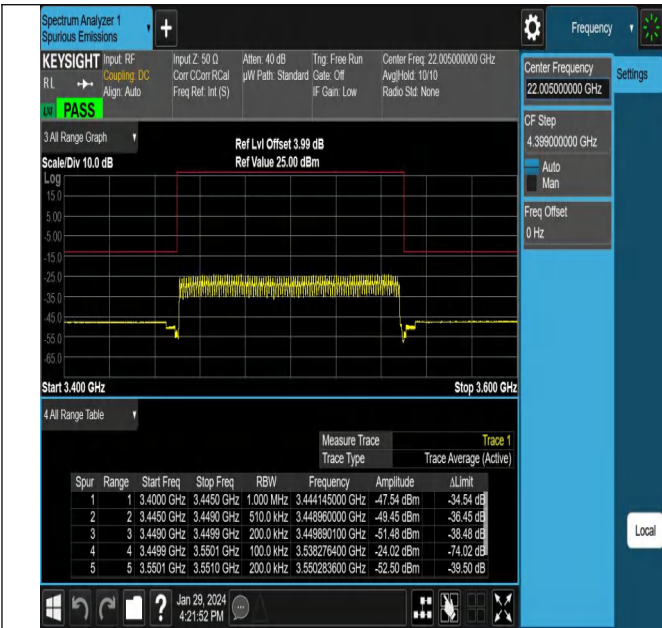 Spectrum Analyzer 1
Spurious Emissions
Frequency
KEYSIGHT Input: RF Input Z: 50 Ω Atten: 40 dB Trig: Free Run Center Freq: 22.005000000 GHz
RL Coupling: DC Corr CCorr RCal µW Path: Standard Gate: Off Avg|Hold: 10/10
Align: Auto Freq Ref: Int (S) IF Gain: Low Radio Std: None
LXI PASS
3 All Range Graph
Ref Lvl Offset 3.99 dB
Scale/Div 10.0 dB Ref Value 25.00 dBm
Log
15.0
5.00
-5.00
-15.0
-25.0
-35.0
-45.0
-55.0
-65.0
Start 3.400 GHz Stop 3.600 GHz
4 All Range Table
Measure Trace Trace 1
Trace Type Trace Average (Active)
Spur Range Start Freq Stop Freq RBW Frequency Amplitude ΔLimit
1 1 3.4000 GHz 3.4450 GHz 1.000 MHz 3.444145000 GHz -47.54 dBm -34.54 dB
2 2 3.4450 GHz 3.4490 GHz 510.0 kHz 3.448960000 GHz -49.45 dBm -36.45 dB
3 3 3.4490 GHz 3.4499 GHz 200.0 kHz 3.449890100 GHz -51.48 dBm -38.48 dB
4 4 3.4499 GHz 3.5501 GHz 100.0 kHz 3.538276400 GHz -24.02 dBm -74.02 dB
5 5 3.5501 GHz 3.5510 GHz 200.0 kHz 3.550283600 GHz -52.50 dBm -39.50 dB
Center Frequency
22.005000000 GHz
Settings
CF Step
4.399000000 GHz
Auto
Man
Freq Offset
0 Hz
Local
? Jan 29, 2024
4:21:52 PM